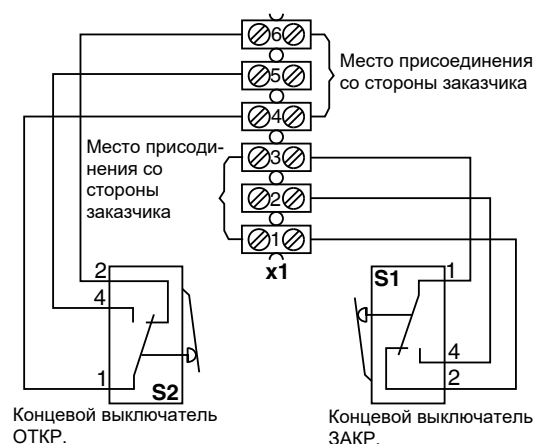 6
5
4
3
2
1
x1
Место присоединения
со стороны заказчика
Место присоди-
нения со
стороны
заказчика
2
4
1
S2
Концевой выключатель
ОТКР.
S1
1
4
2
Концевой выключатель
ЗАКР.